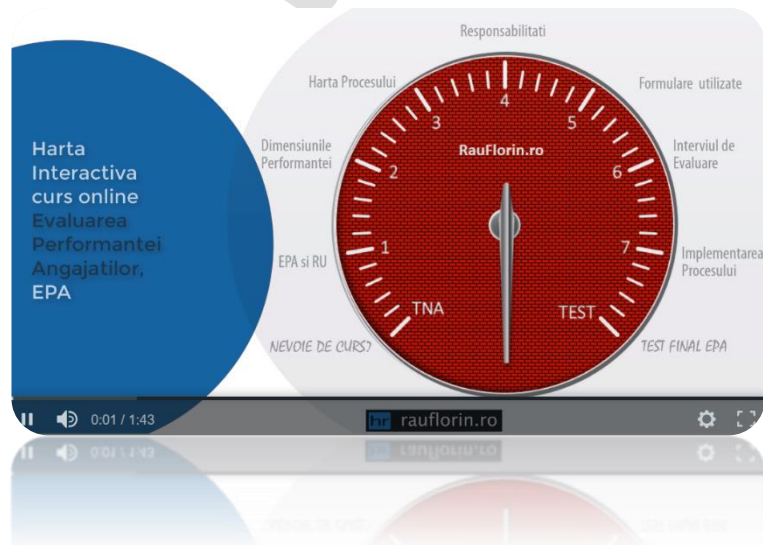 Harta
Interactiva
curs online
Evaluarea
Performantei
Angajatilor,
EPA
Responsabilitati
Harta Procesului
Formulare utilizate
Dimensiunile
Performantei
Interviul de
Evaluare
EPA si RU
Implementarea
Procesului
NEVOIE DE CURS?
TEST FINAL EPA
RauFlorin.ro
TNA
1
2
3
4
5
6
7
TEST
0:01 / 1:43
hr rauflorin.ro